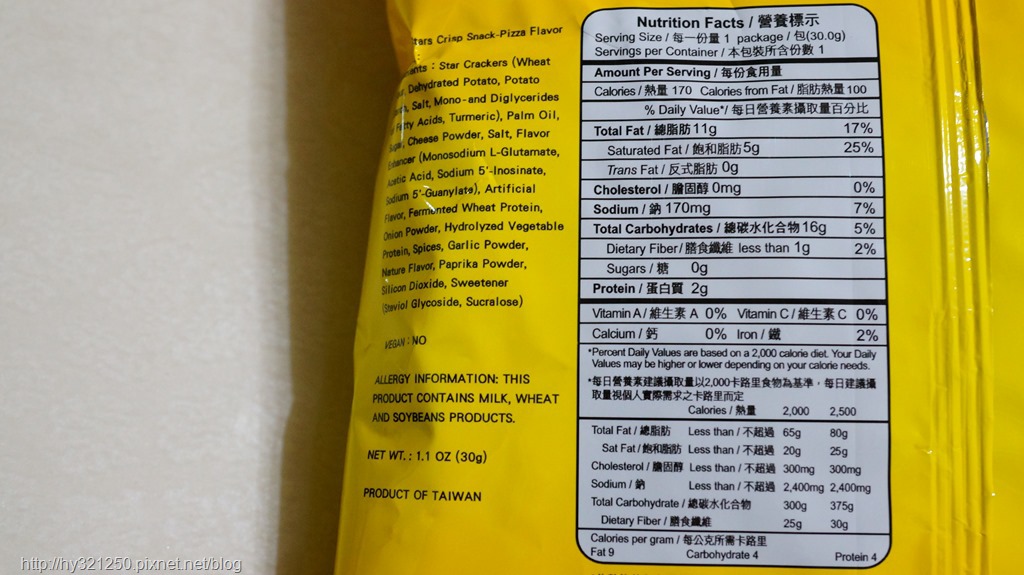 tars Crisp Snack-Pizza Flavor
ants : Star Crackers (Wheat
Dehydrated Potato, Potato
Salt, Mono-and Diglycerides
Fatty Acids, Turmeric), Palm Oil,
Cheese Powder, Salt, Flavor
Enhancer (Monosodium L-Glutamate,
Acetic Acid, Sodium 5'-Inosinate,
Sodium 5'-Guanylate), Artificial
Flavor, Fermented Wheat Protein,
Onion Powder, Hydrolyzed Vegetable
Protein, Spices, Garlic Powder,
Nature Flavor, Paprika Powder,
Silicon Dioxide, Sweetener
(Steviol Glycoside, Sucralose)
VEGAN : NO
ALLERGY INFORMATION: THIS
PRODUCT CONTAINS MILK, WHEAT
AND SOYBEANS PRODUCTS.
NET WT. : 1.1 OZ (30g)
PRODUCT OF TAIWAN
Nutrition Facts / 營養標示
Serving Size / 每一份量 1 package / 包(30.0g)
Servings per Container / 本包裝所含份數 1
Amount Per Serving / 每份食用量
Calories / 熱量 170 Calories from Fat / 脂肪熱量 100
% Daily Value*/ 每日營養素攝取量百分比
Total Fat / 總脂肪 11g 17%
Saturated Fat / 飽和脂肪 5g 25%
Trans Fat / 反式脂肪 0g
Cholesterol / 膽固醇 0mg 0%
Sodium / 鈉 170mg 7%
Total Carbohydrates / 總碳水化合物 16g 5%
Dietary Fiber / 膳食纖維 less than 1g 2%
Sugars / 糖 0g
Protein / 蛋白質 2g
Vitamin A / 維生素 A 0% Vitamin C / 維生素 C 0%
Calcium / 鈣 0% Iron / 鐵 2%
*Percent Daily Values are based on a 2,000 calorie diet. Your Daily
Values may be higher or lower depending on your calorie needs.
*每日營養素建議攝取量以2,000卡路里食物為基準，每日建議攝
取量視個人實際需求之卡路里而定
Calories / 熱量 2,000 2,500
Total Fat / 總脂肪 Less than / 不超過 65g 80g
Sat Fat / 飽和脂肪 Less than / 不超過 20g 25g
Cholesterol / 膽固醇 Less than / 不超過 300mg 300mg
Sodium / 鈉 Less than / 不超過 2,400mg 2,400mg
Total Carbohydrate / 總碳水化合物 300g 375g
Dietary Fiber / 膳食纖維 25g 30g
Calories per gram / 每公克所需卡路里
Fat 9 Carbohydrate 4 Protein 4
http://hy321250.pixnet.net/blog